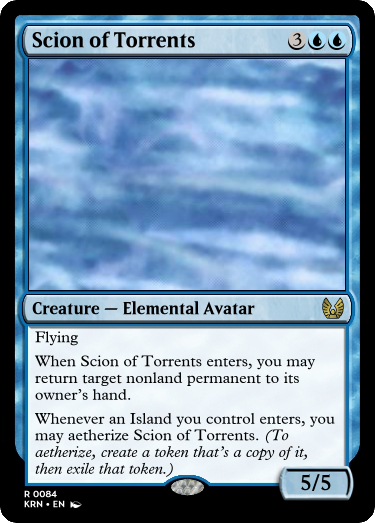 Scion of Torrents 3
Creature — Elemental Avatar
Flying
When Scion of Torrents enters, you may
return target nonland permanent to its
owner's hand.
Whenever an Island you control enters, you
may aetherize Scion of Torrents. (To
aetherize, create a token that's a copy of it,
then exile that token.)
5/5
R 0084
KRN • EN